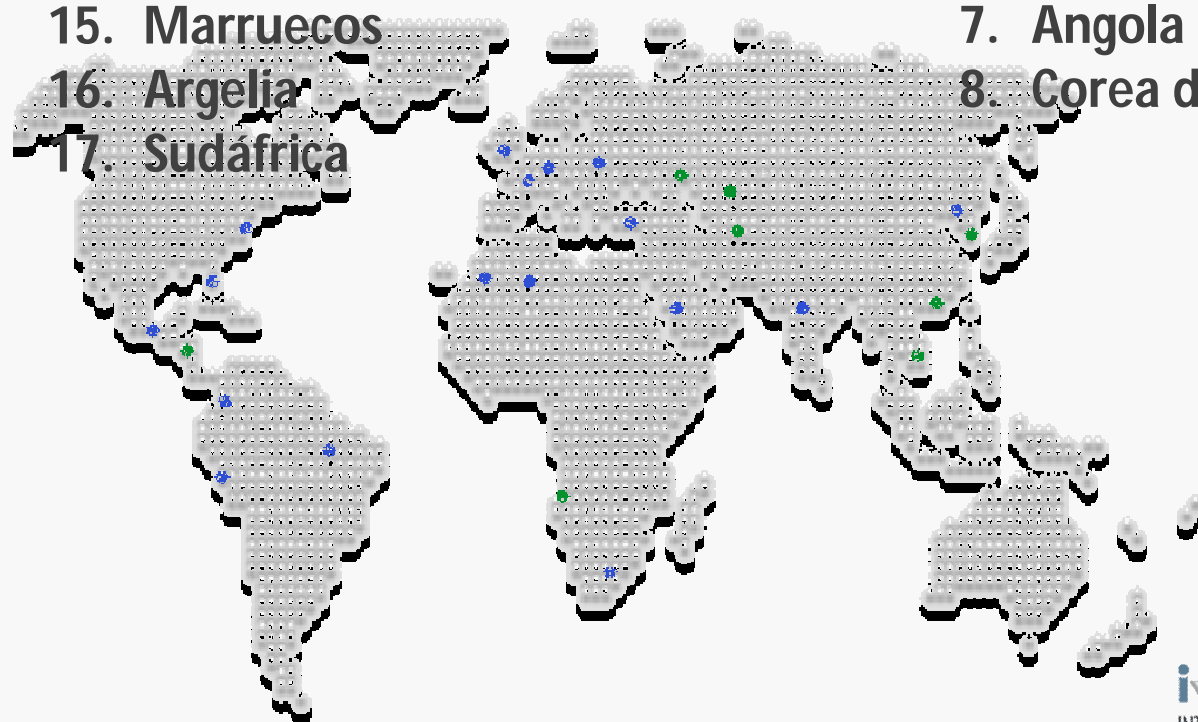 15. Marruecos
16. Argelia
17. Sudáfrica
7. Angola
8. Corea d